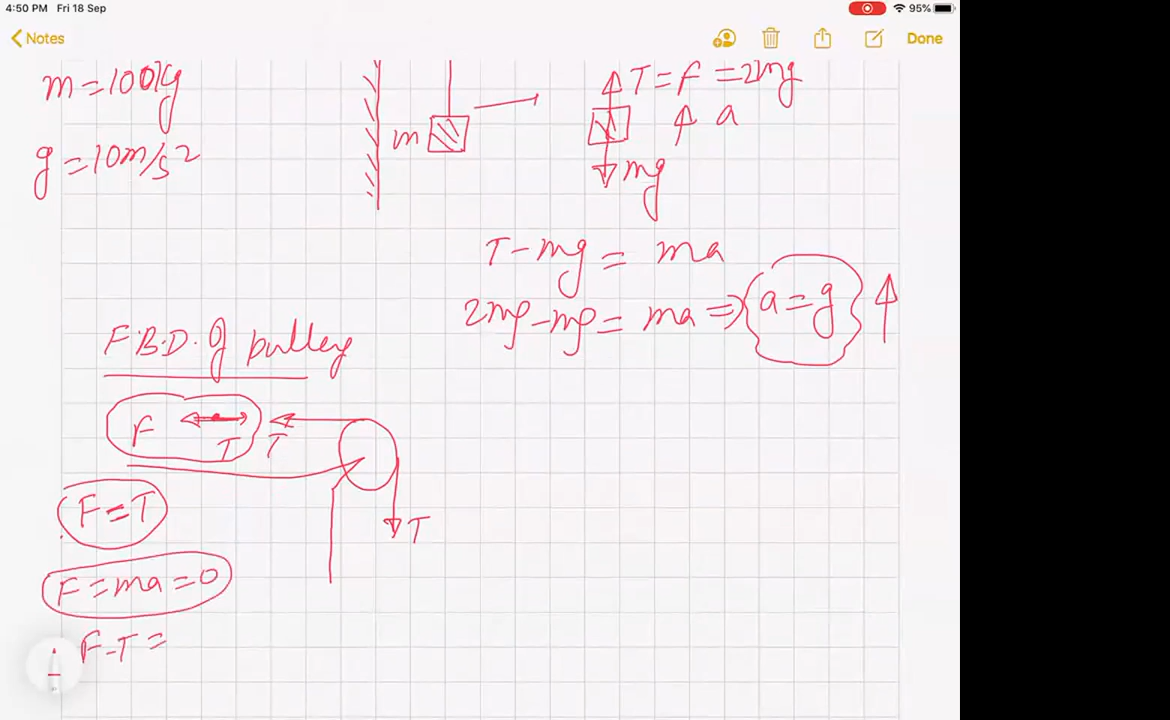 4:50 PM Fri 18 Sep
95%
Notes
Done
m = 100kg
g = 10m/s2
m
T = F = 2mg
a
mg
T - mg = ma
2mg - mg = ma ⇒ a = g
F.B.D. of pulley
F T T
T
F = T
F = ma = 0
F - T =